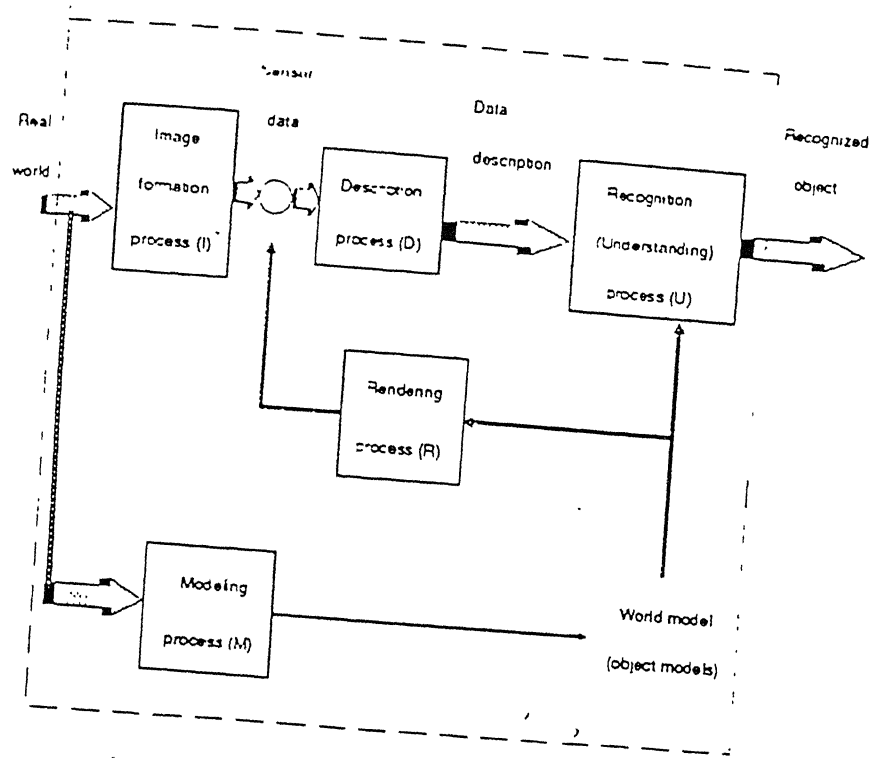 Real
world
Image
formation
process (I)
Sensor
data
Description
process (D)
Data
description
Recognition
(Understanding)
process (U)
Recognized
object
Rendering
process (R)
Modeling
process (M)
World model
(object models)